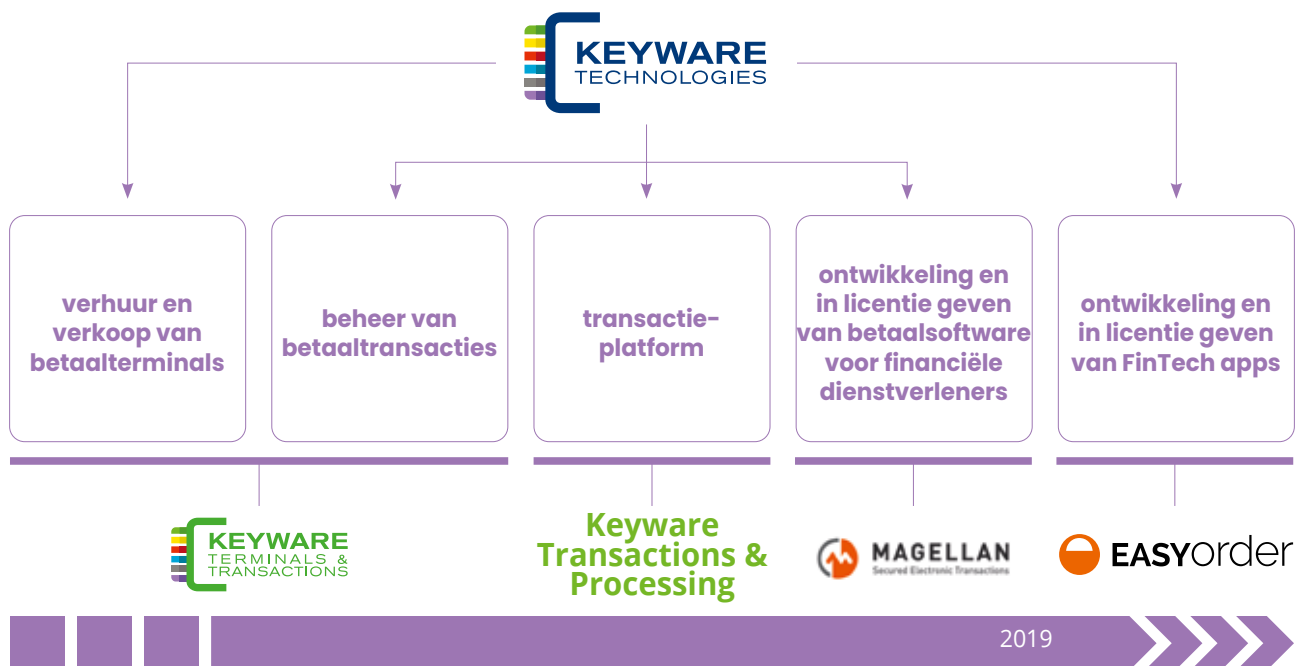 KEYWARE
TECHNOLOGIES
verhuur en
verkoop van
betaalterminals
beheer van
betaaltransacties
transactie-
platform
ontwikkeling en
in licentie geven
van betaalsoftware
voor financiële
dienstverleners
ontwikkeling en
in licentie geven
van FinTech apps
KEYWARE
TERMINALS &
TRANSACTIONS
Keyware
Transactions &
Processing
MAGELLAN
Secured Electronic Transactions
EASYorder
2019